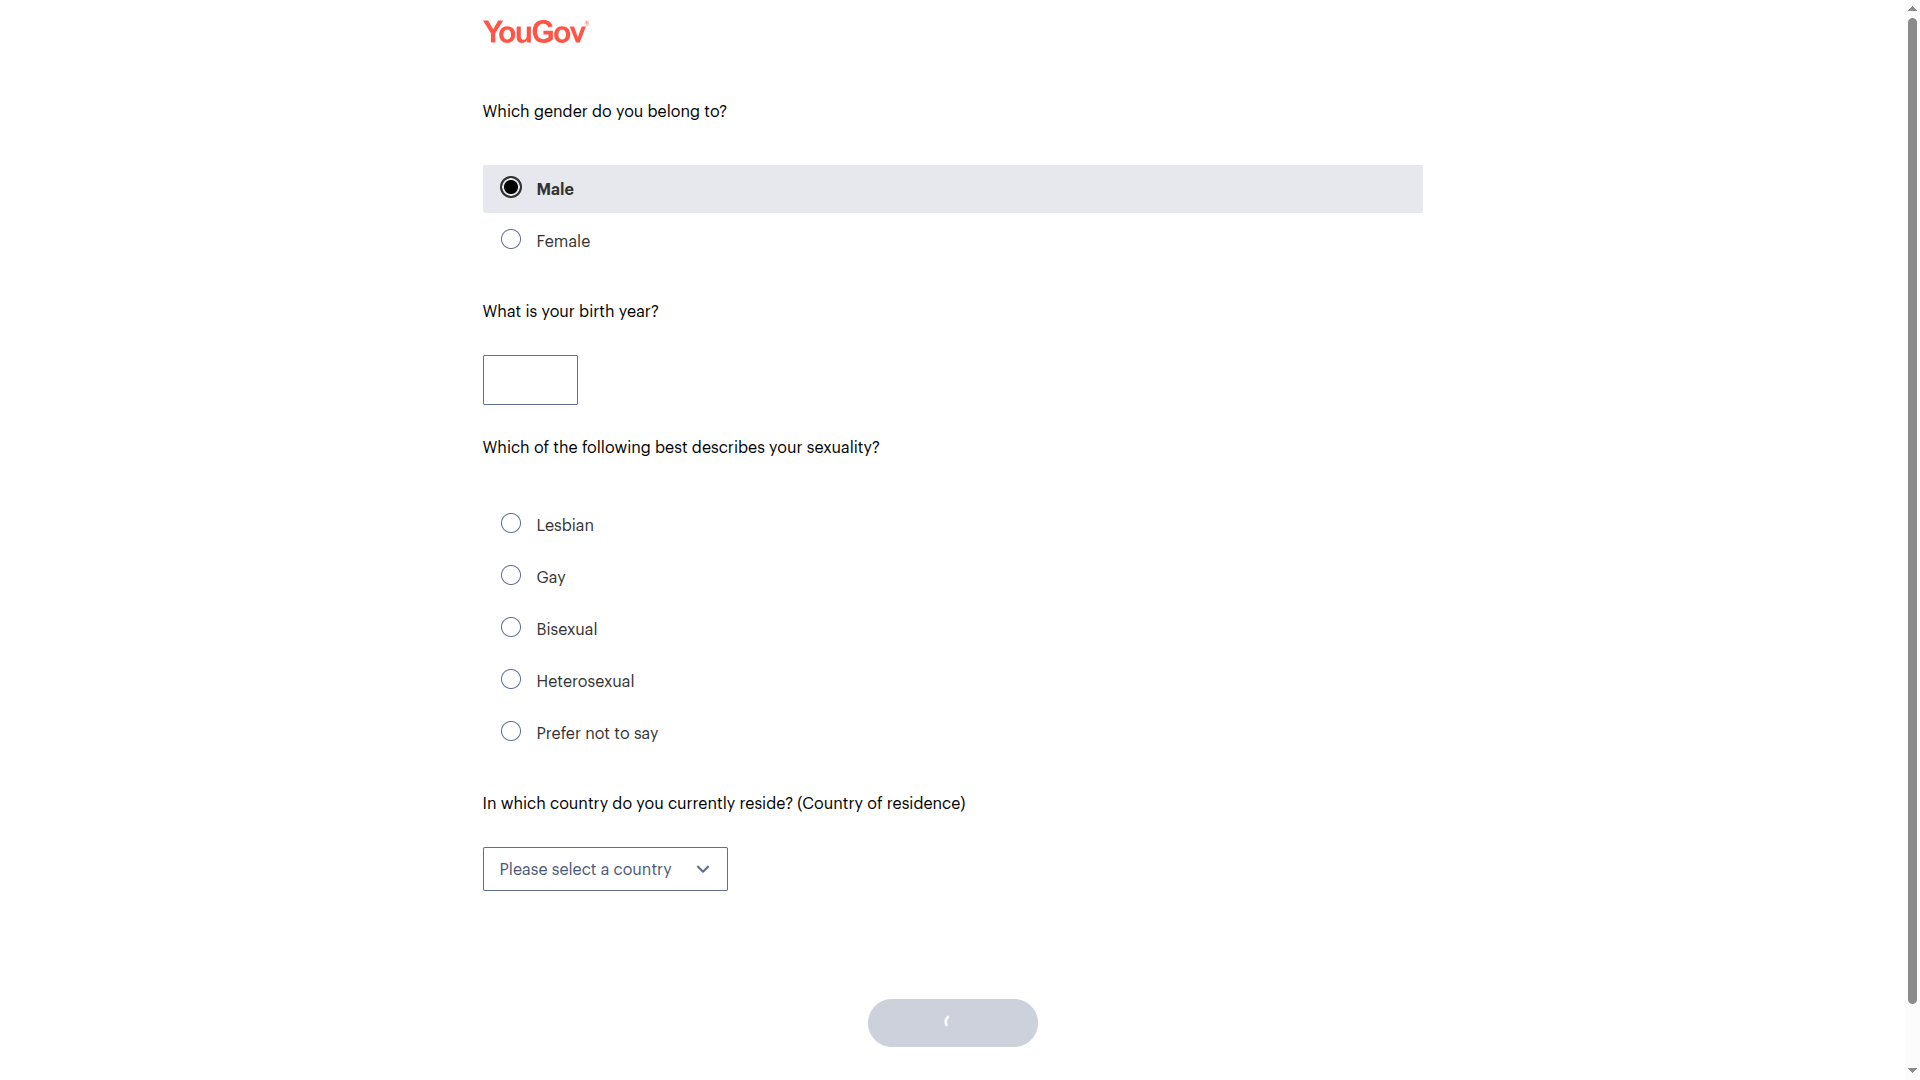 YouGov
Which gender do you belong to?
Male
Female
What is your birth year?
Which of the following best describes your sexuality?
Lesbian
Gay
Bisexual
Heterosexual
Prefer not to say
In which country do you currently reside? (Country of residence)
Please select a country